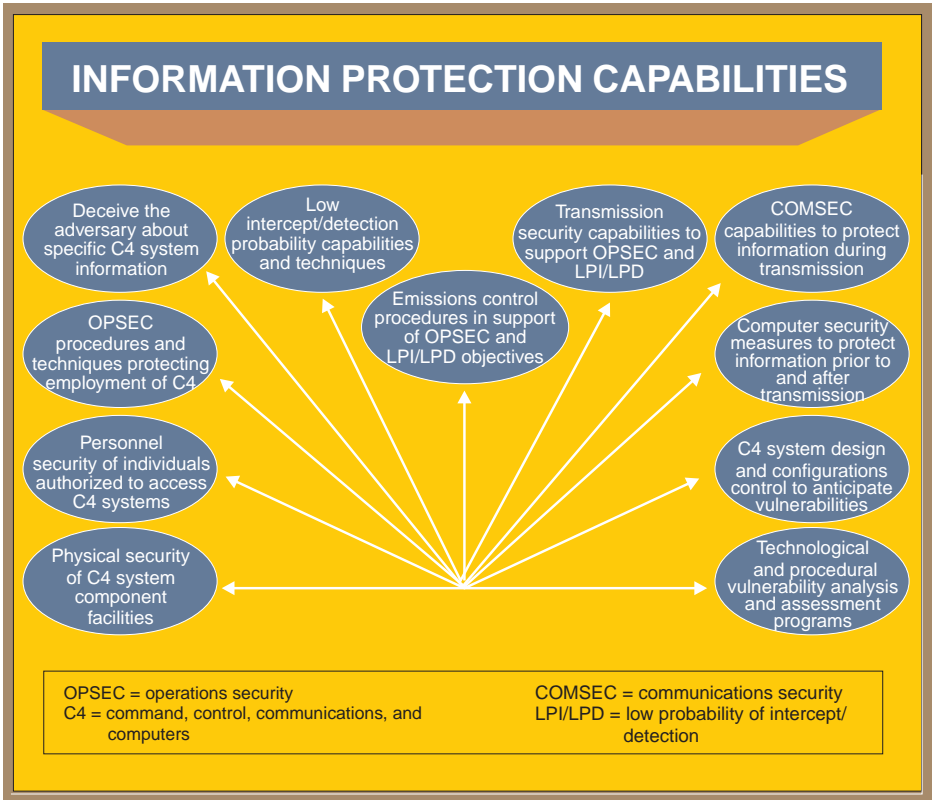 INFORMATION PROTECTION CAPABILITIES
Deceive the
adversary about
specific C4 system
information
Low
intercept/detection
probability capabilities
and techniques
Emissions control
procedures in support
of OPSEC and
LPI/LPD objectives
Transmission
security capabilities to
support OPSEC and
LPI/LPD
COMSEC
capabilities to protect
information during
transmission
OPSEC
procedures and
techniques protecting
employment of C4
Computer security
measures to protect
information prior to
and after
transmission
Personnel
security of individuals
authorized to access
C4 systems
C4 system design
and configurations
control to anticipate
vulnerabilities
Physical security
of C4 system
component
facilities
Technological
and procedural
vulnerability analysis
and assessment
programs
OPSEC = operations security
C4 = command, control, communications, and
computers
COMSEC = communications security
LPI/LPD = low probability of intercept/
detection